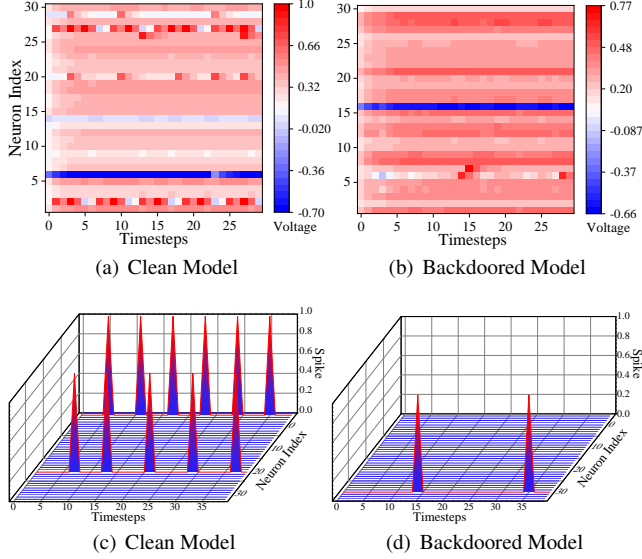 1.0
0.66
0.32
-0.020
-0.36
-0.70
Voltage
30
25
20
15
10
5
Neuron Index
0 5 10 15 20 25
Timesteps
(a) Clean Model
0.77
0.48
0.20
-0.087
-0.37
-0.66
Voltage
30
25
20
15
10
5
0 5 10 15 20 25
Timesteps
(b) Backdoored Model
1.0
0.8
0.6
0.4
0.2
0.0
Spike
0
10
20
30
Neuron Index
0 5 10 15 20 25 30 35
Timesteps
(c) Clean Model
1.0
0.8
0.6
0.4
0.2
0.0
Spike
0
10
20
30
Neuron Index
0 5 10 15 20 25 30 35
Timesteps
(d) Backdoored Model